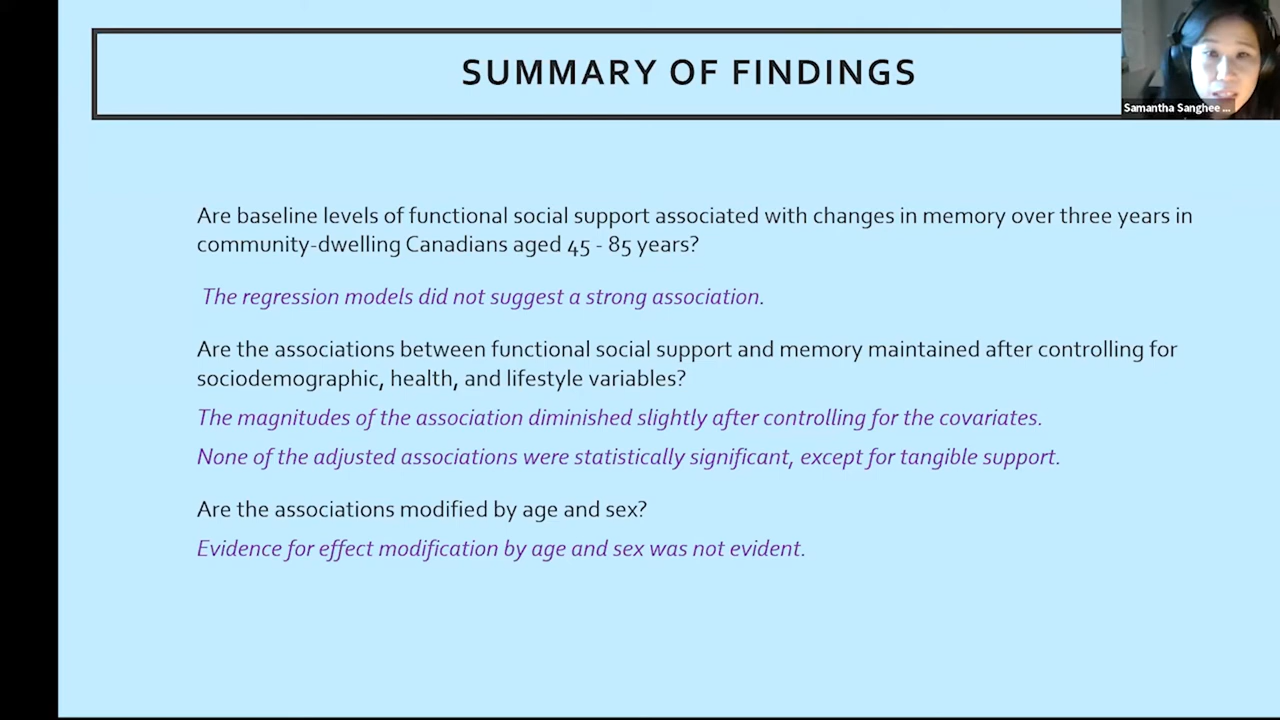 SUMMARY OF FINDINGS
Samantha Sanghee ...
Are baseline levels of functional social support associated with changes in memory over three years in
community-dwelling Canadians aged 45 - 85 years?
The regression models did not suggest a strong association.
Are the associations between functional social support and memory maintained after controlling for
sociodemographic, health, and lifestyle variables?
The magnitudes of the association diminished slightly after controlling for the covariates.
None of the adjusted associations were statistically significant, except for tangible support.
Are the associations modified by age and sex?
Evidence for effect modification by age and sex was not evident.